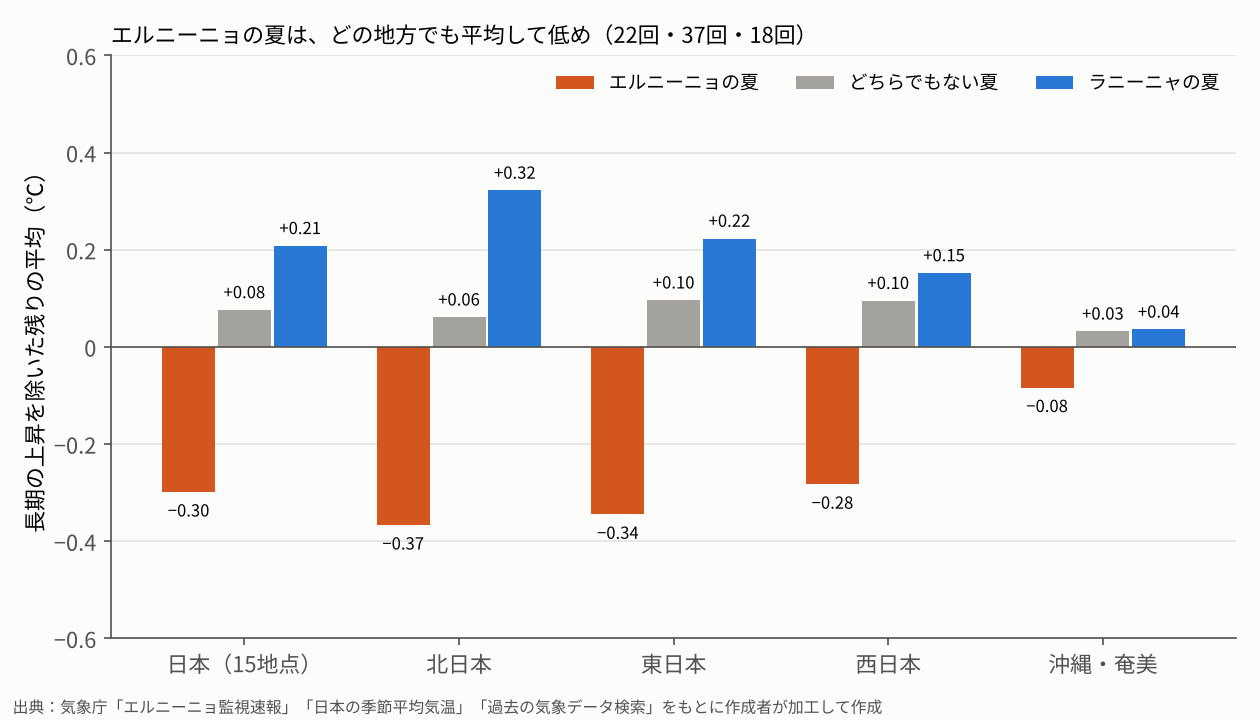 エルニーニョの夏は、どの地方でも平均して低め（22回・37回・18回）
エルニーニョの夏
どちらでもない夏
ラニーニャの夏
長期の上昇を除いた残りの平均（℃）
0.6
0.4
0.2
0
−0.2
−0.4
−0.6
−0.30
+0.08
+0.21
−0.37
+0.06
+0.32
−0.34
+0.10
+0.22
−0.28
+0.10
+0.15
−0.08
+0.03
+0.04
日本（15地点）
北日本
東日本
西日本
沖縄・奄美
出典：気象庁「エルニーニョ監視速報」「日本の季節平均気温」「過去の気象データ検索」をもとに作成者が加工して作成